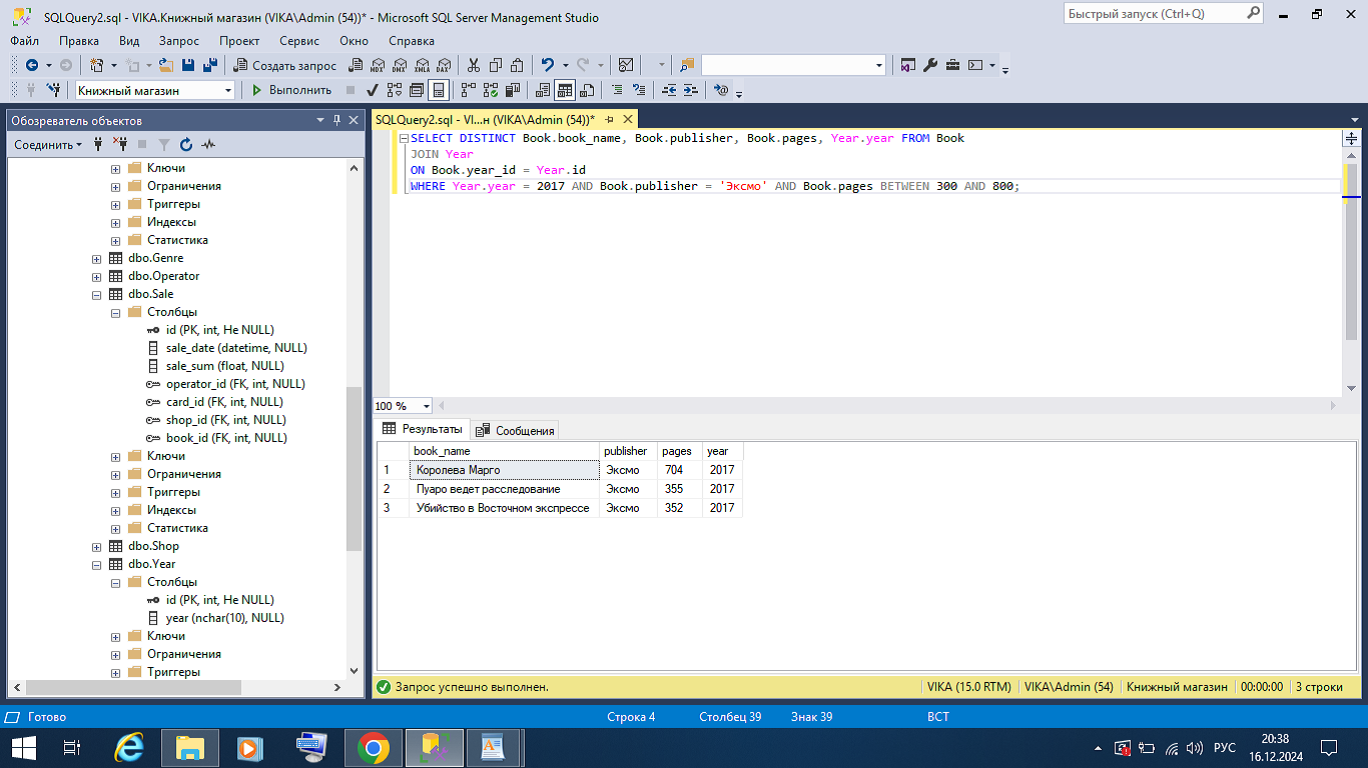 SQLQuery2.sql - VIKA.Книжный магазин (VIKA\Admin (54))* - Microsoft SQL Server Management Studio
Быстрый запуск (Ctrl+Q)
Файл Правка Вид Запрос Проект Сервис Окно Справка
Создать запрос MDX DMX XMLA DAX
Книжный магазин Выполнить
Обозреватель объектов
SQLQuery2.sql - VI...н (VIKA\Admin (54))*
Соединить
Ключи
Ограничения
Триггеры
Индексы
Статистика
dbo.Genre
dbo.Operator
dbo.Sale
Столбцы
id (PK, int, Не NULL)
sale_date (datetime, NULL)
sale_sum (float, NULL)
operator_id (FK, int, NULL)
card_id (FK, int, NULL)
shop_id (FK, int, NULL)
book_id (FK, int, NULL)
Ключи
Ограничения
Триггеры
Индексы
Статистика
dbo.Shop
dbo.Year
Столбцы
id (PK, int, Не NULL)
year (nchar(10), NULL)
Ключи
Ограничения
Триггеры
SELECT DISTINCT Book.book_name, Book.publisher, Book.pages, Year.year FROM Book
JOIN Year
ON Book.year_id = Year.id
WHERE Year.year = 2017 AND Book.publisher = 'Эксмо' AND Book.pages BETWEEN 300 AND 800;
100 %
Результаты Сообщения
book_name publisher pages year
1 Королева Марго Эксмо 704 2017
2 Пуаро ведет расследование Эксмо 355 2017
3 Убийство в Восточном экспрессе Эксмо 352 2017
Запрос успешно выполнен. VIKA (15.0 RTM) VIKA\Admin (54) Книжный магазин 00:00:00 3 строки
Готово Строка 4 Столбец 39 Знак 39 ВСТ
РУС 20:38
16.12.2024